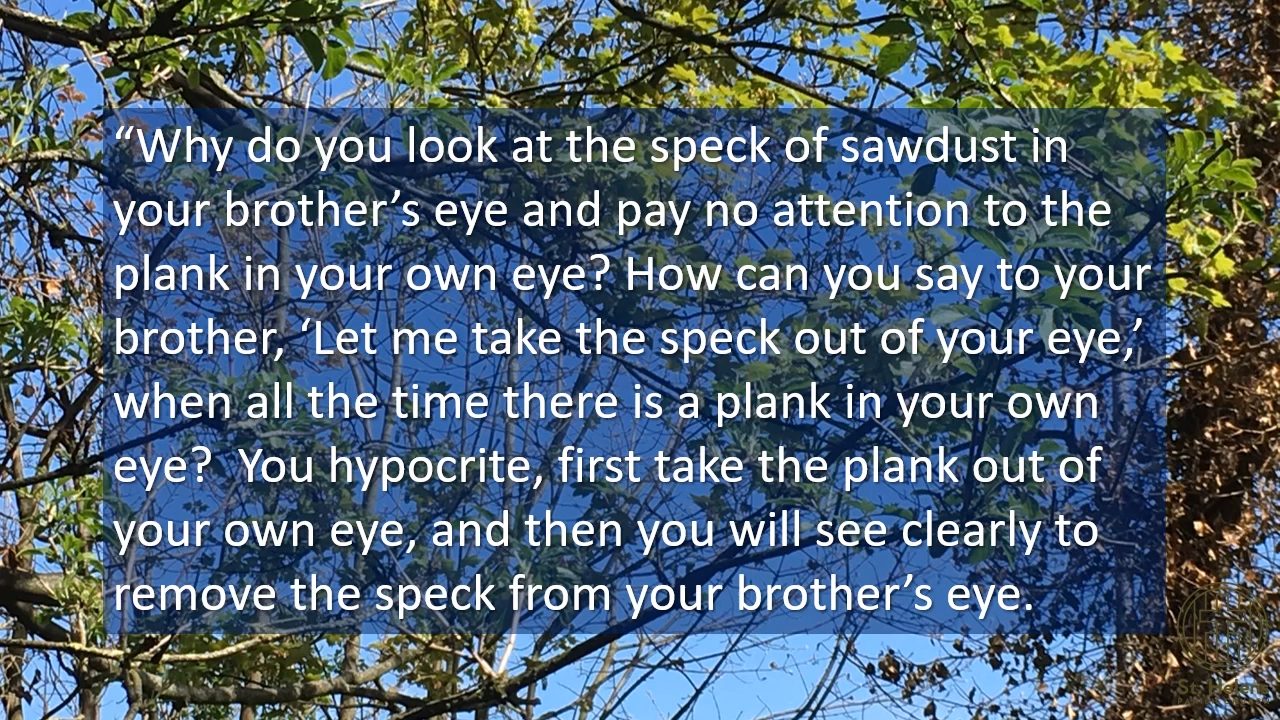 “Why do you look at the speck of sawdust in
your brother’s eye and pay no attention to the
plank in your own eye? How can you say to your
brother, ‘Let me take the speck out of your eye,’
when all the time there is a plank in your own
eye?  You hypocrite, first take the plank out of
your own eye, and then you will see clearly to
remove the speck from your brother’s eye.
St